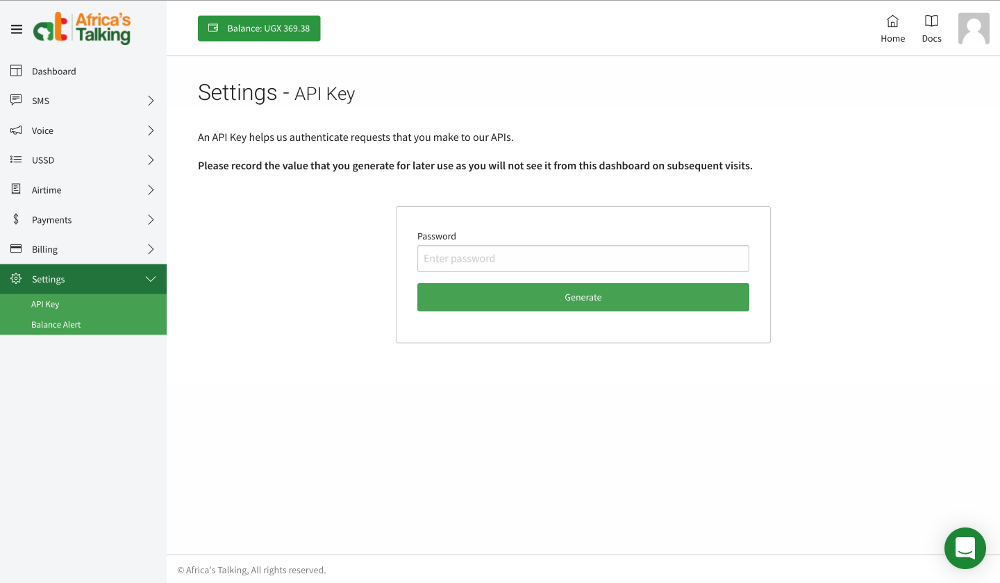 Africa's
Talking
Balance: UGX 369.38
Home
Docs
Dashboard
SMS
Voice
USSD
Airtime
Payments
Billing
Settings
API Key
Balance Alert
Settings - API Key
An API Key helps us authenticate requests that you make to our APIs.
Please record the value that you generate for later use as you will not see it from this dashboard on subsequent visits.
Password
Enter password
Generate
© Africa's Talking, All rights reserved.